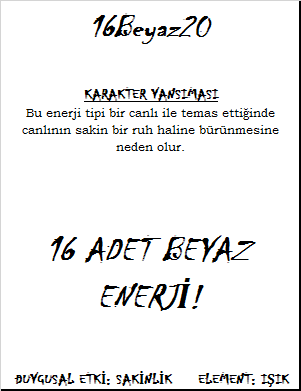 16Beyaz20
KARAKTER YANSIMASI
Bu enerji tipi bir canlı ile temas ettiğinde
canlının sakin bir ruh haline bürünmesine
neden olur.
16 ADET BEYAZ
ENERJİ!
DUYGUSAL ETKİ: SAKİNLİK ELEMENT: IŞIK